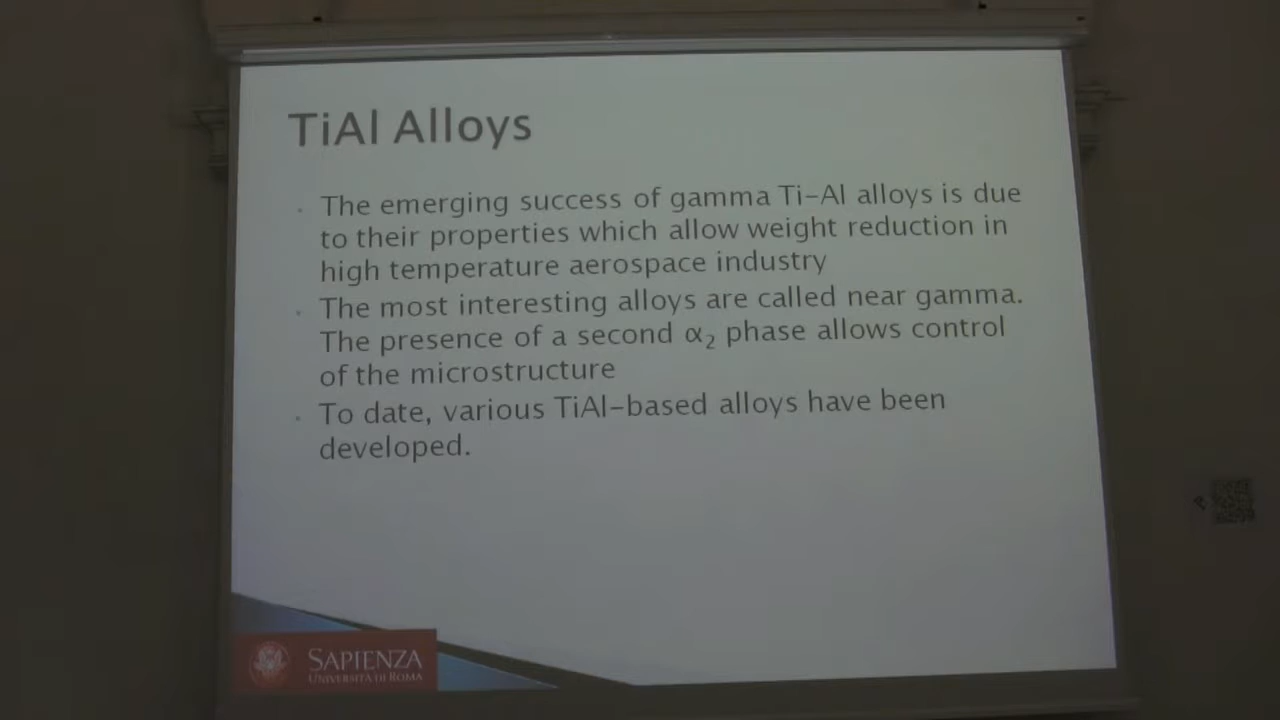 TiAl Alloys
The emerging success of gamma Ti-Al alloys is due
to their properties which allow weight reduction in
high temperature aerospace industry
The most interesting alloys are called near gamma.
The presence of a second α₂ phase allows control
of the microstructure
To date, various TiAl-based alloys have been
developed.
SAPIENZA
UNIVERSITÀ DI ROMA